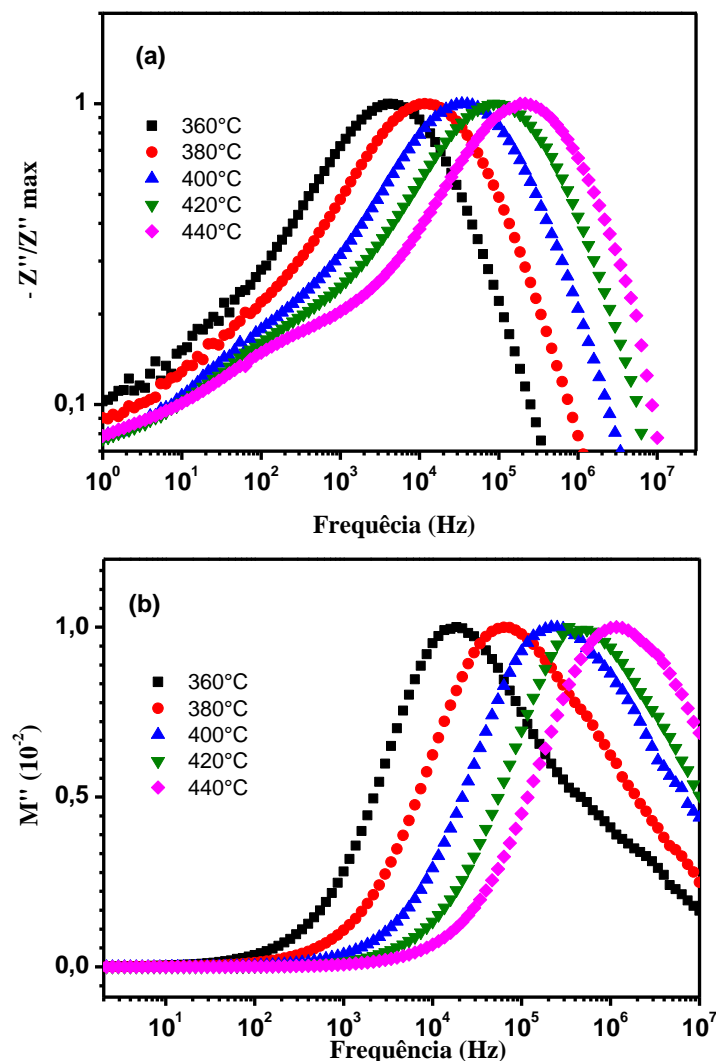 (a)
1
0,1
- Z''/Z'' max
360°C
380°C
400°C
420°C
440°C
10⁰ 10¹ 10² 10³ 10⁴ 10⁵ 10⁶ 10⁷
Frequêcia (Hz)
(b)
1,0
0,5
0,0
M'' (10⁻²)
360°C
380°C
400°C
420°C
440°C
10¹ 10² 10³ 10⁴ 10⁵ 10⁶ 10⁷
Frequência (Hz)